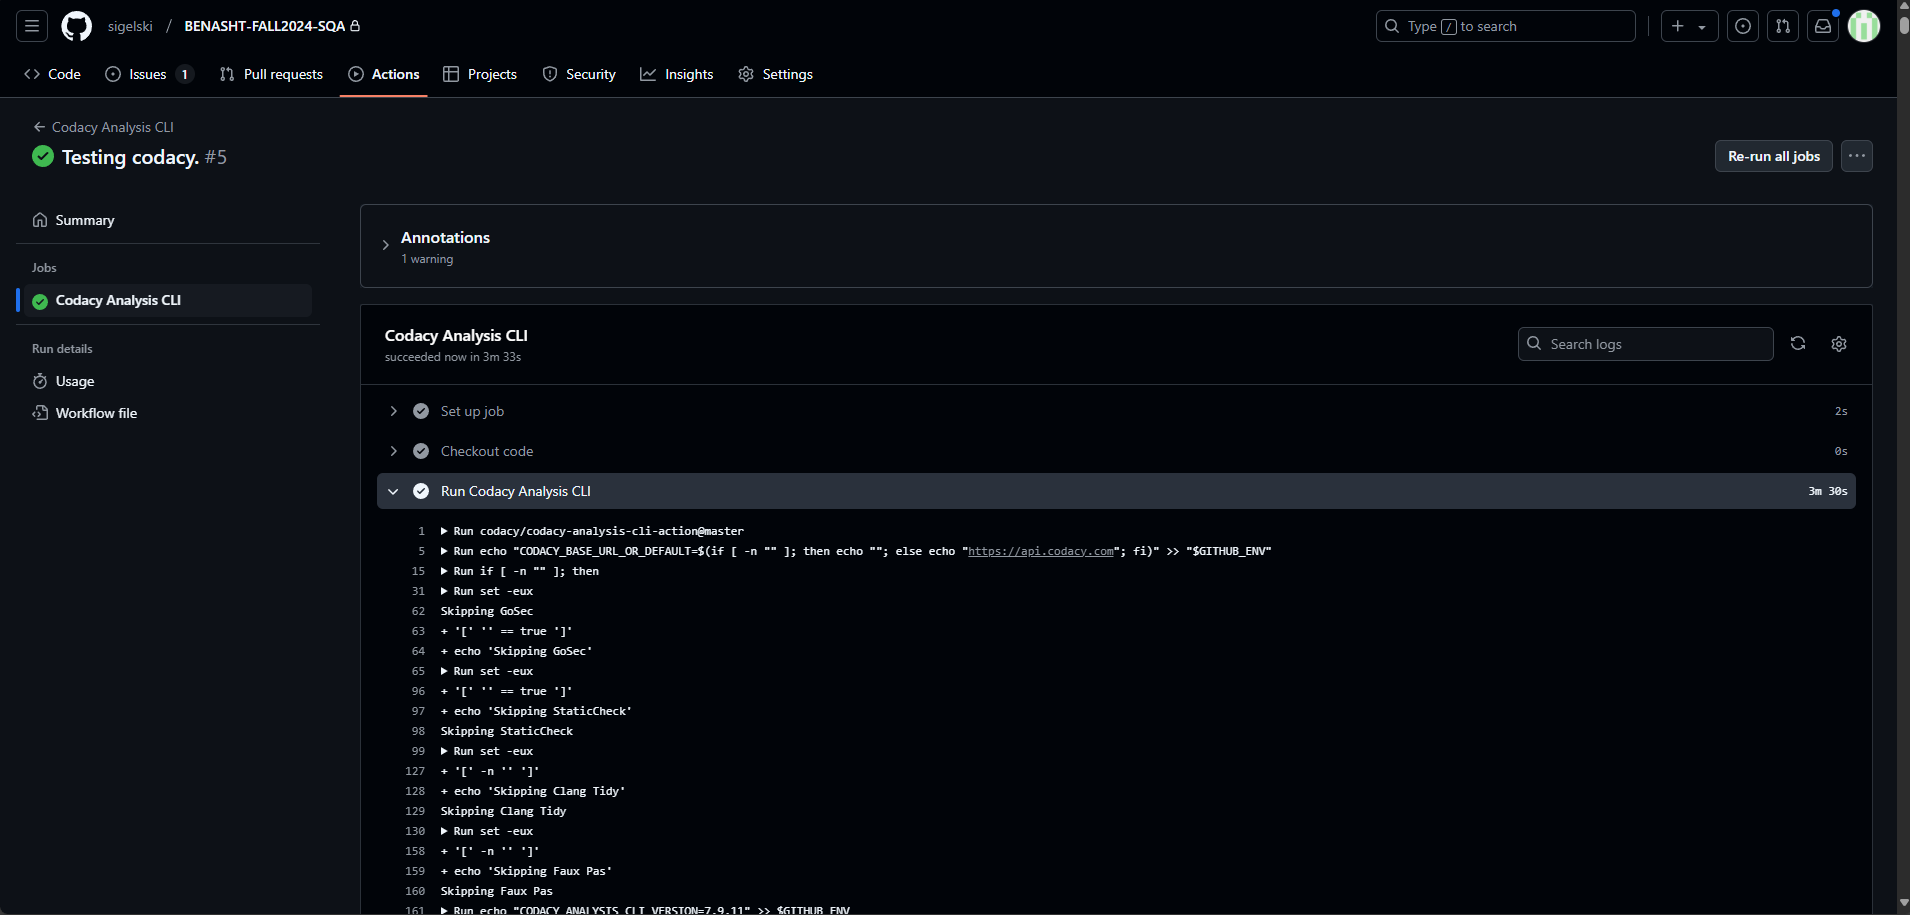 sigelski / BENASHT-FALL2024-SQA
Type / to search
Code
Issues 1
Pull requests
Actions
Projects
Security
Insights
Settings
Codacy Analysis CLI
Testing codacy. #5
Re-run all jobs
Summary
Jobs
Codacy Analysis CLI
Run details
Usage
Workflow file
Annotations
1 warning
Codacy Analysis CLI
succeeded now in 3m 33s
Search logs
Set up job 2s
Checkout code 0s
Run Codacy Analysis CLI 3m 30s
1 ▶ Run codacy/codacy-analysis-cli-action@master
5 ▶ Run echo "CODACY_BASE_URL_OR_DEFAULT=$(if [ -n "" ]; then echo ""; else echo "https://api.codacy.com"; fi)" >> "$GITHUB_ENV"
15 ▶ Run if [ -n "" ]; then
31 ▶ Run set -eux
62 Skipping GoSec
63 + '[' '' == true ']'
64 + echo 'Skipping GoSec'
65 ▶ Run set -eux
96 + '[' '' == true ']'
97 + echo 'Skipping StaticCheck'
98 Skipping StaticCheck
99 ▶ Run set -eux
127 + '[' -n '' ']'
128 + echo 'Skipping Clang Tidy'
129 Skipping Clang Tidy
130 ▶ Run set -eux
158 + '[' -n '' ']'
159 + echo 'Skipping Faux Pas'
160 Skipping Faux Pas
161 ▶ Run echo "CODACY_ANALYSIS_CLI_VERSION=7.9.11" >> $GITHUB_ENV